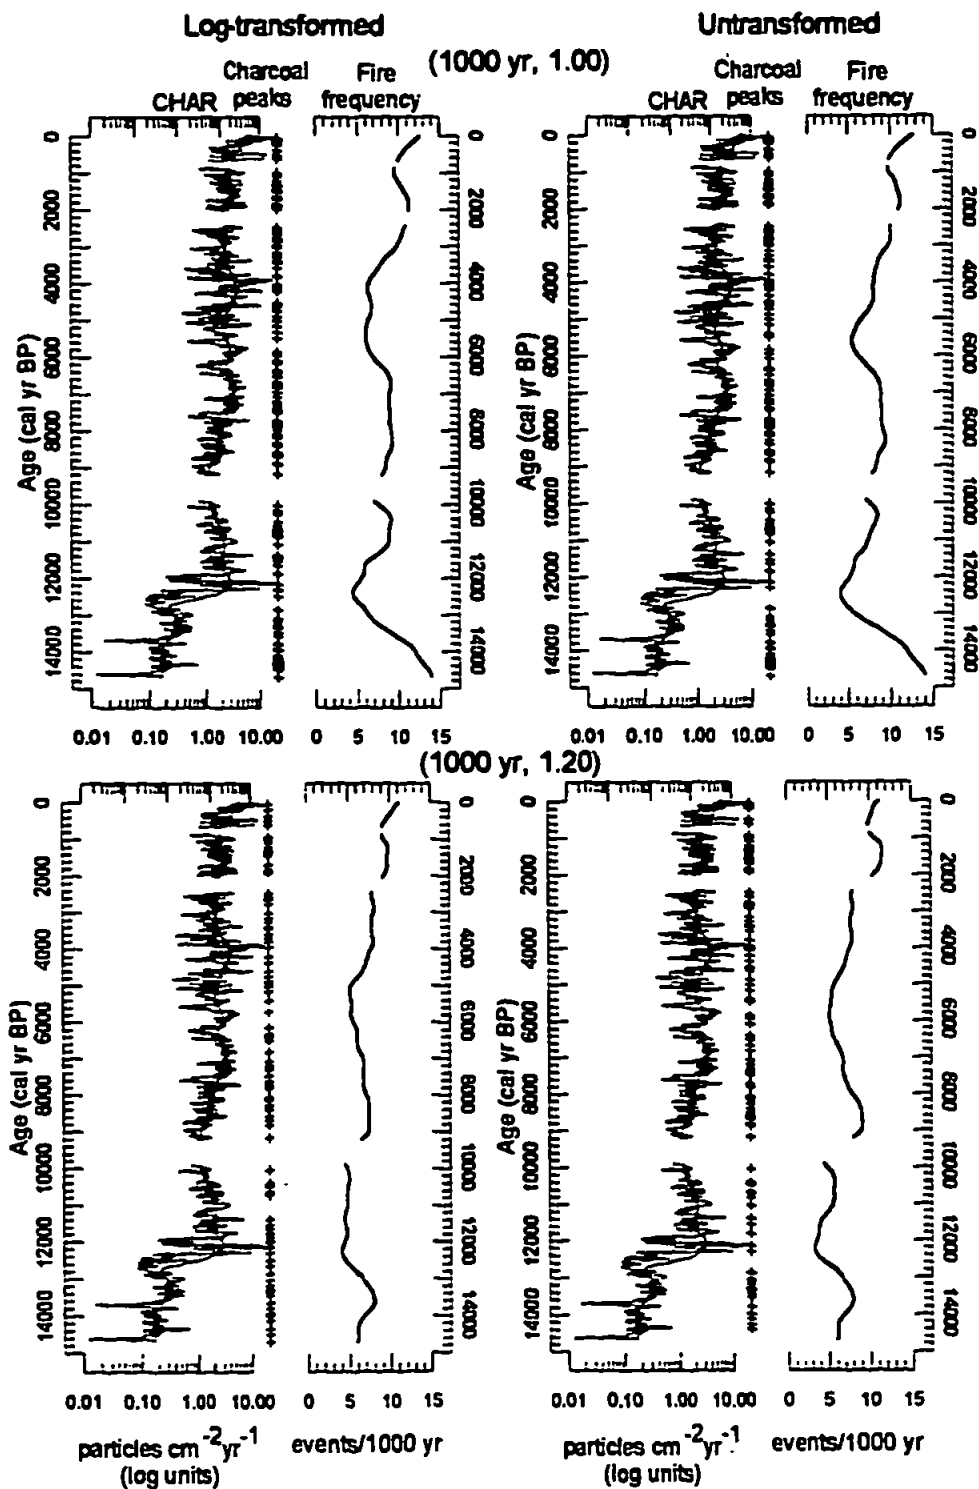 Log-transformed Untransformed
(1000 yr, 1.00)
CHAR Charcoal peaks Fire frequency CHAR Charcoal peaks Fire frequency
0 2000 4000 6000 8000 10000 12000 14000
Age (cal yr BP)
0 2000 4000 6000 8000 10000 12000 14000
0 2000 4000 6000 8000 10000 12000 14000
Age (cal yr BP)
0 2000 4000 6000 8000 10000 12000 14000
0.01 0.10 1.00 10.00 0 5 10 15 0.01 0.10 1.00 10.00 0 5 10 15
(1000 yr, 1.20)
0 2000 4000 6000 8000 10000 12000 14000
Age (cal yr BP)
0 2000 4000 6000 8000 10000 12000 14000
0 2000 4000 6000 8000 10000 12000 14000
Age (cal yr BP)
0 2000 4000 6000 8000 10000 12000 14000
0.01 0.10 1.00 10.00 0 5 10 15 0.01 0.10 1.00 10.00 0 5 10 15
particles cm⁻²yr⁻¹ events/1000 yr particles cm⁻²yr⁻¹ events/1000 yr
(log units) (log units)